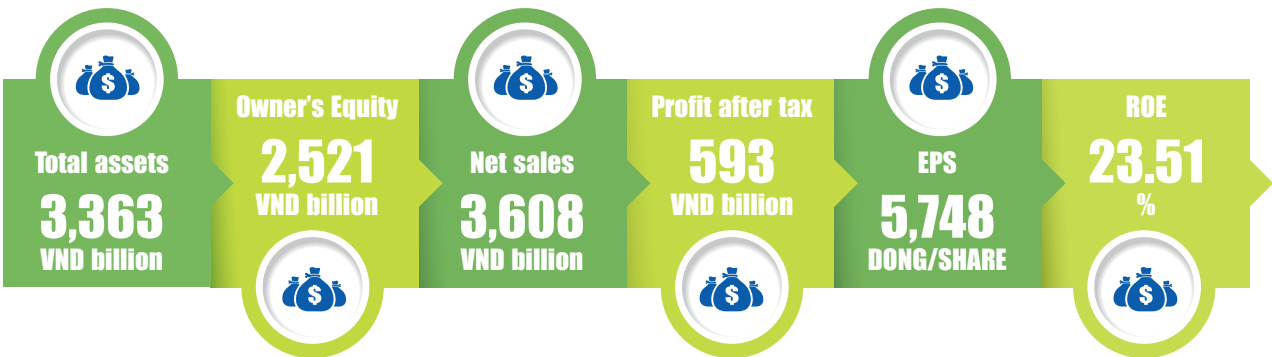 Total assets
3,363
VND billion
Owner's Equity
2,521
VND billion
$
Net sales
3,608
VND billion
Profit after tax
593
VND billion
$
EPS
5,748
DONG/SHARE
ROE
23.51
%
$
$
$
$